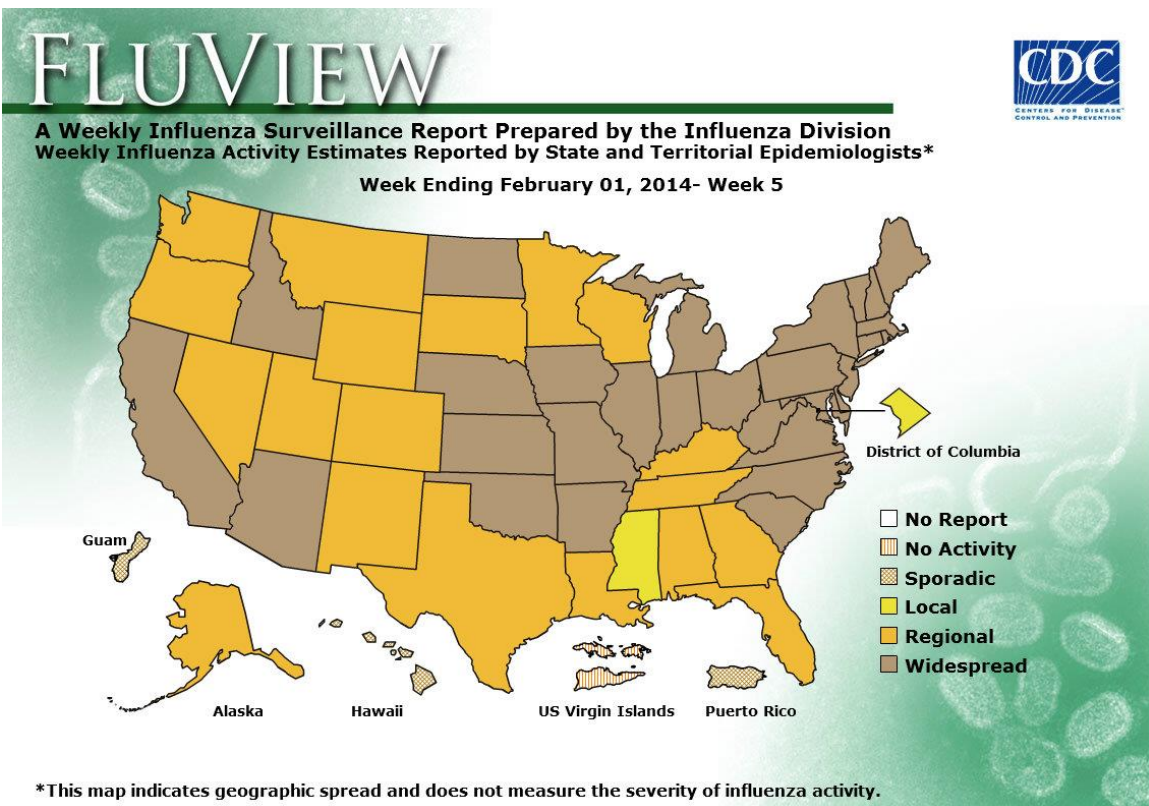 FLUVIEW
CDC
CENTERS FOR DISEASE
CONTROL AND PREVENTION
A Weekly Influenza Surveillance Report Prepared by the Influenza Division
Weekly Influenza Activity Estimates Reported by State and Territorial Epidemiologists*
Week Ending February 01, 2014- Week 5
District of Columbia
Guam
No Report
No Activity
Sporadic
Local
Regional
Widespread
Alaska
Hawaii
US Virgin Islands
Puerto Rico
*This map indicates geographic spread and does not measure the severity of influenza activity.